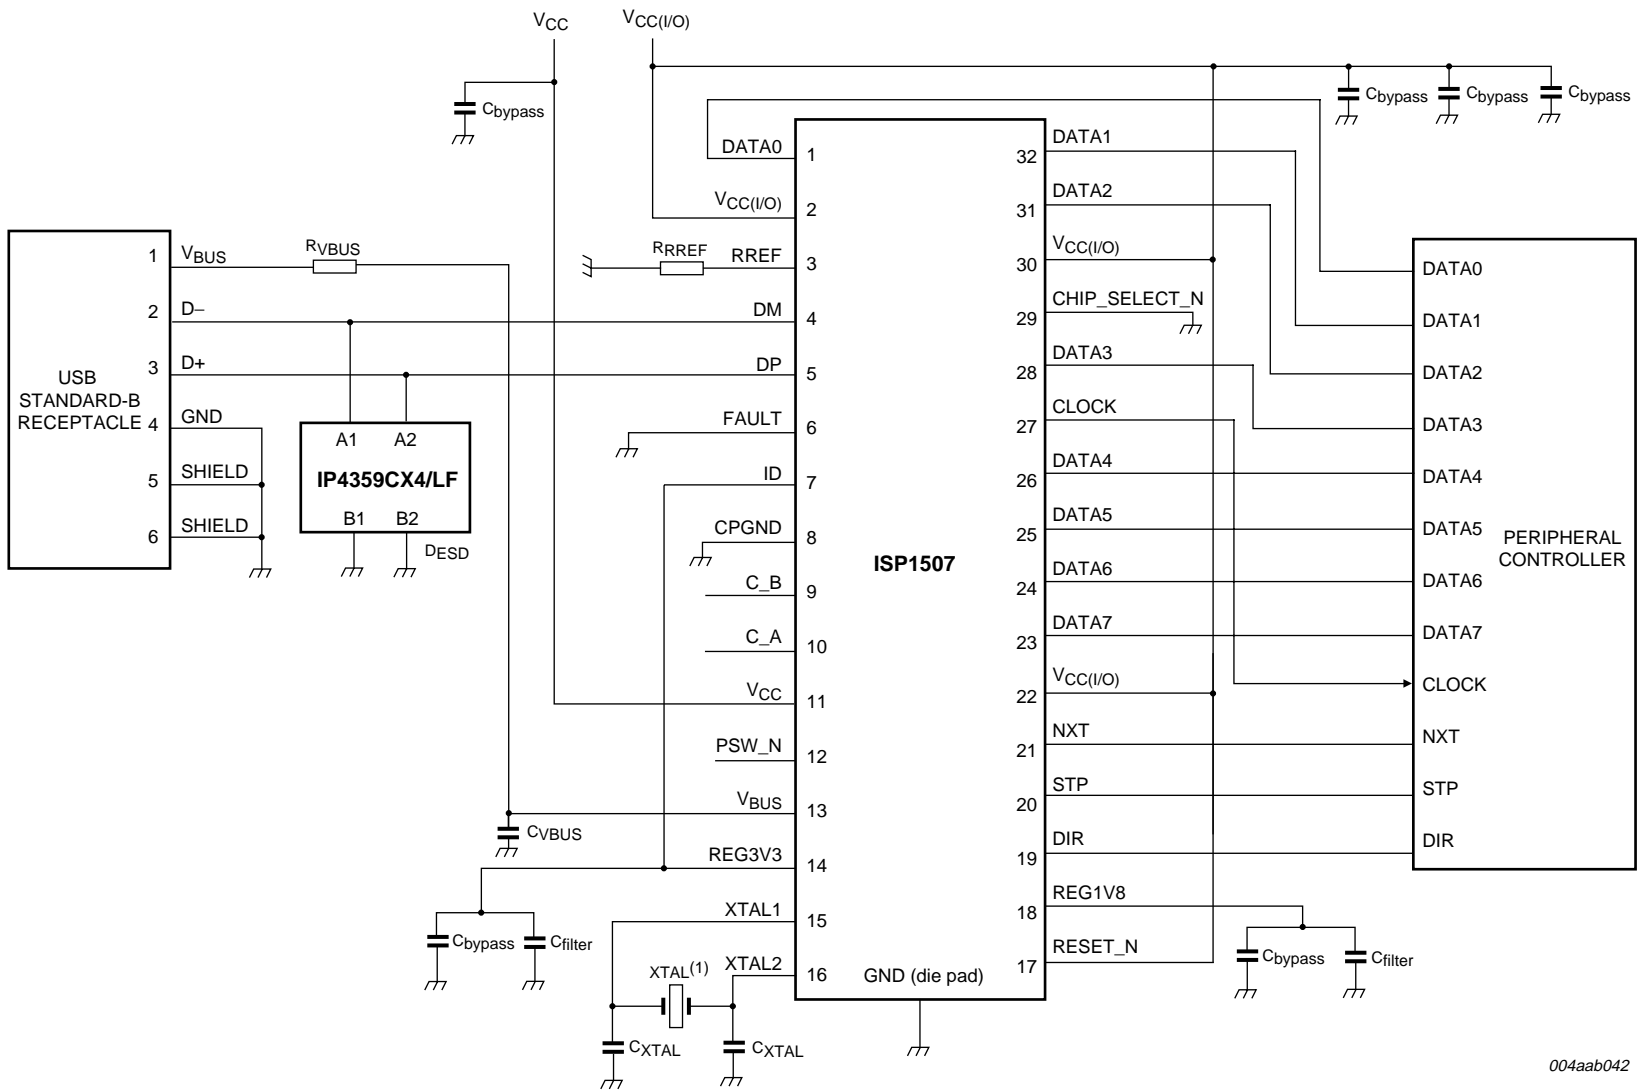 VCC
VCC(I/O)
Cbypass
Cbypass
Cbypass
Cbypass
DATA0
1
VCC(I/O)
2
RRREF
RREF
3
DM
4
DP
5
FAULT
6
ID
7
CPGND
8
C_B
9
C_A
10
VCC
11
PSW_N
12
VBUS
13
REG3V3
14
XTAL1
15
XTAL2
16
ISP1507
GND (die pad)
DATA1
32
DATA2
31
VCC(I/O)
30
CHIP_SELECT_N
29
DATA3
28
CLOCK
27
DATA4
26
DATA5
25
DATA6
24
DATA7
23
VCC(I/O)
22
NXT
21
STP
20
DIR
19
REG1V8
18
RESET_N
17
USB
STANDARD-B
RECEPTACLE
1
VBUS
RVBUS
2
D−
3
D+
4
GND
5
SHIELD
6
SHIELD
A1
A2
IP4359CX4/LF
B1
B2
DESD
CVBUS
Cbypass
Cfilter
XTAL(1)
CXTAL
CXTAL
Cbypass
Cfilter
DATA0
DATA1
DATA2
DATA3
DATA4
DATA5
DATA6
DATA7
CLOCK
NXT
STP
DIR
PERIPHERAL
CONTROLLER
004aab042